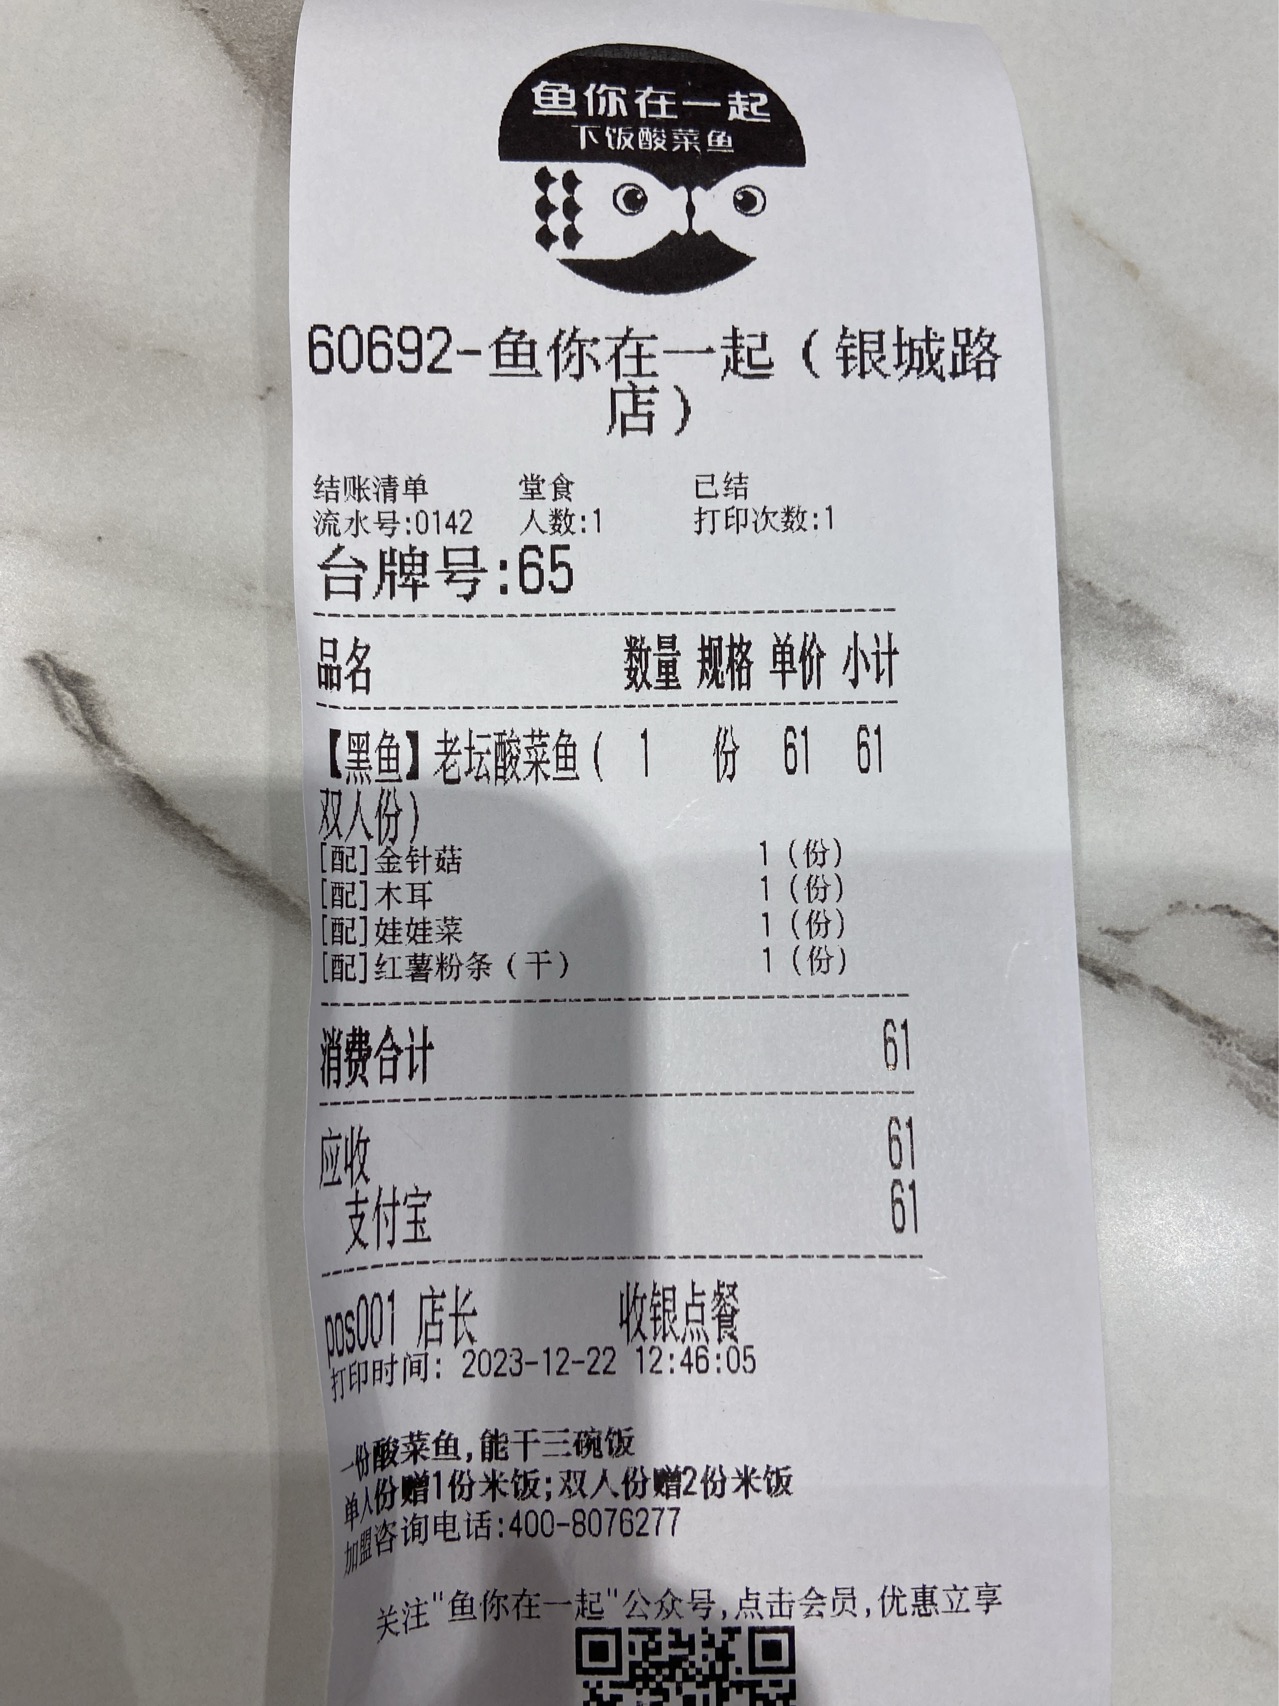 鱼你在一起
下饭酸菜鱼
60692-鱼你在一起（银城路
店）
结账清单 堂食 已结
流水号:0142 人数:1 打印次数:1
台牌号:65
品名 数量 规格 单价 小计
【黑鱼】老坛酸菜鱼（ 1 份 61 61
双人份）
[配]金针菇 1（份）
[配]木耳 1（份）
[配]娃娃菜 1（份）
[配]红薯粉条（干） 1（份）
消费合计 61
应收 61
支付宝 61
pos001 店长 收银点餐
打印时间: 2023-12-22 12:46:05
一份酸菜鱼,能干三碗饭
单人份赠1份米饭;双人份赠2份米饭
加盟咨询电话:400-8076277
关注"鱼你在一起"公众号,点击会员,优惠立享